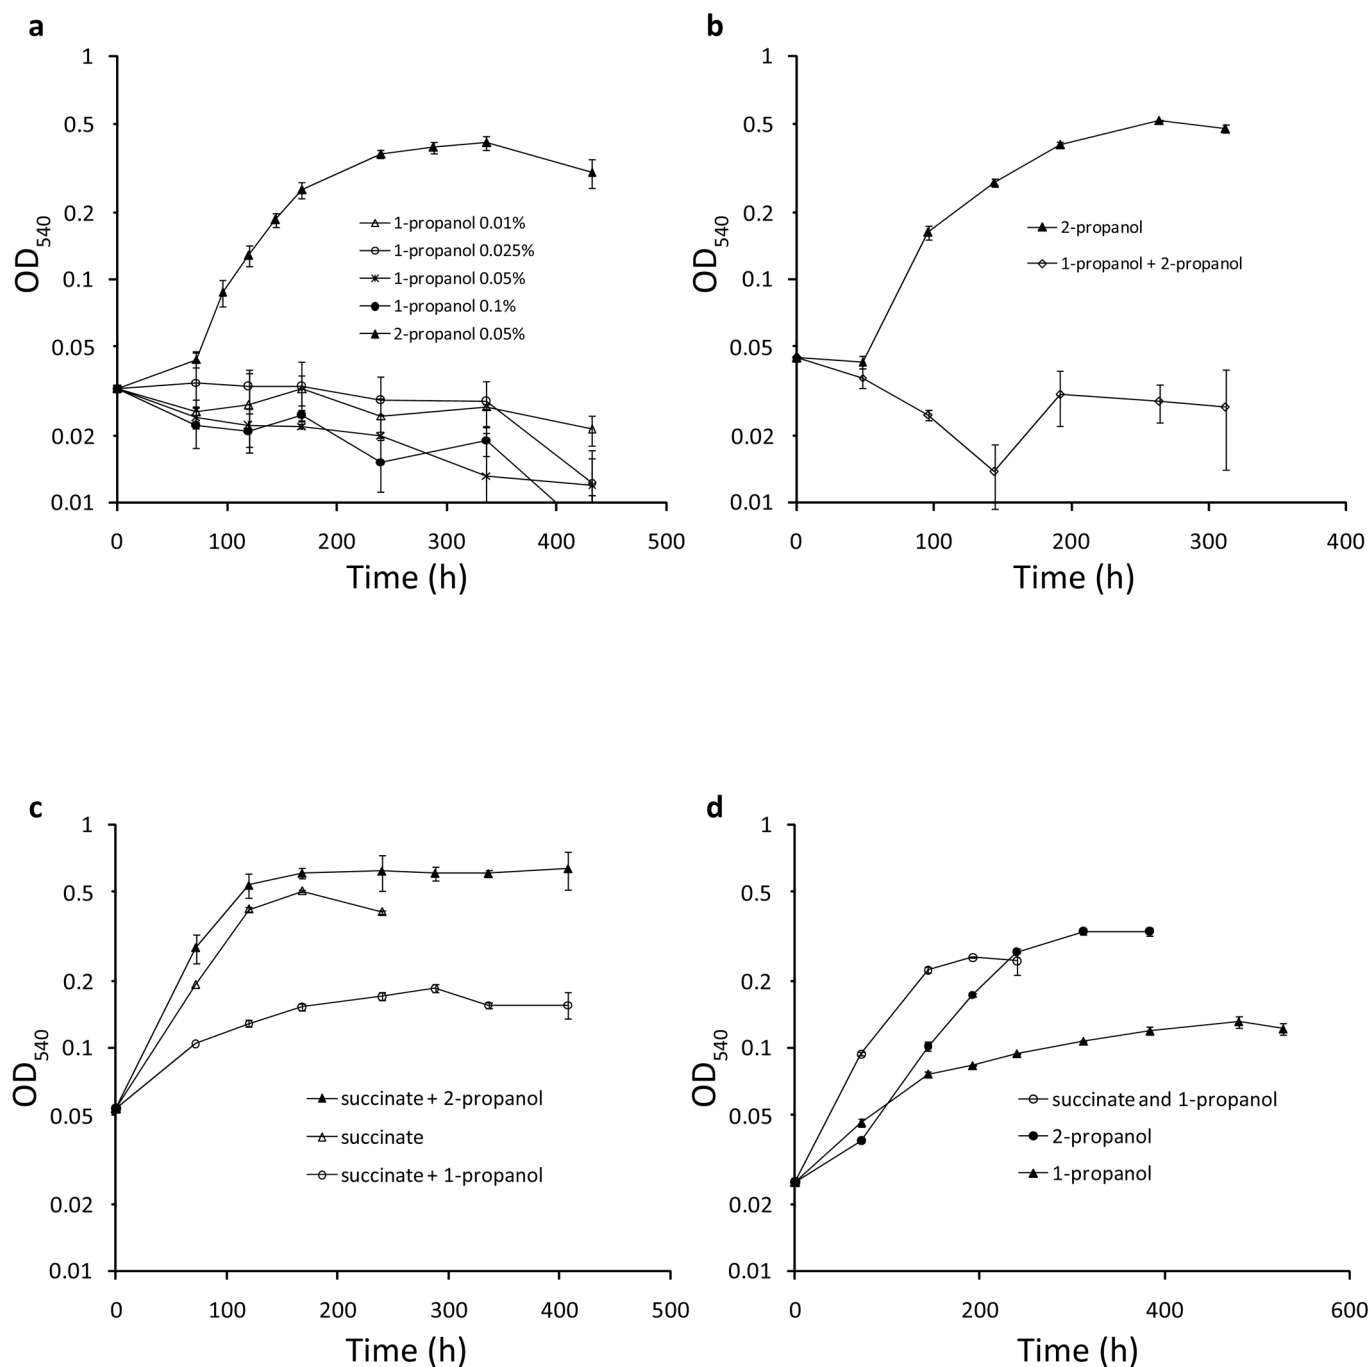 a
1
0.5
0.2
0.1
0.05
0.02
0.01
OD540
1-propanol 0.01%
1-propanol 0.025%
1-propanol 0.05%
1-propanol 0.1%
2-propanol 0.05%
0 100 200 300 400 500
Time (h)
b
1
0.5
0.2
0.1
0.05
0.02
0.01
OD540
2-propanol
1-propanol + 2-propanol
0 100 200 300 400
Time (h)
c
1
0.5
0.2
0.1
0.05
0.02
0.01
OD540
succinate + 2-propanol
succinate
succinate + 1-propanol
0 100 200 300 400 500
Time (h)
d
1
0.5
0.2
0.1
0.05
0.02
0.01
OD540
succinate and 1-propanol
2-propanol
1-propanol
0 200 400 600
Time (h)